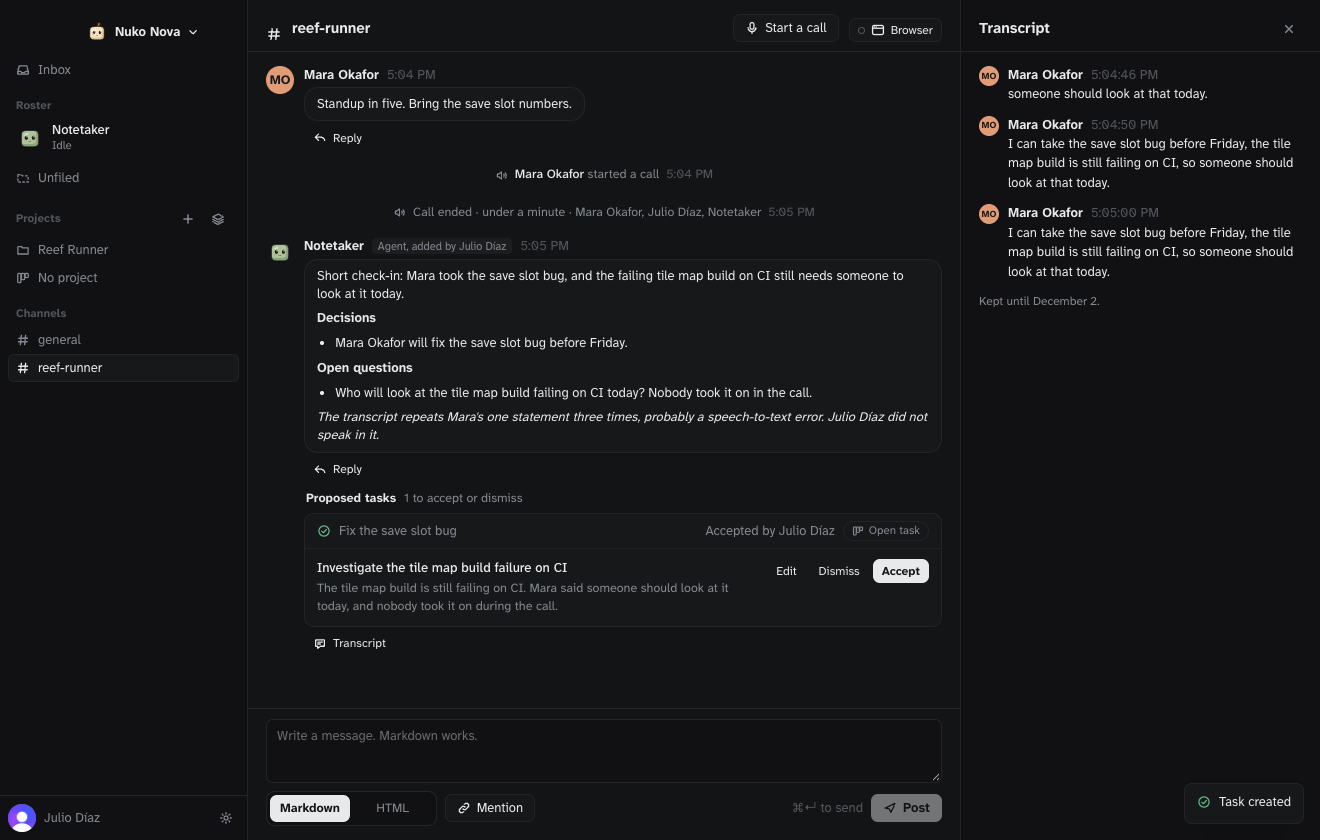 Nuko Nova
Inbox
Roster
Notetaker
Idle
Unfiled
Projects
Reef Runner
No project
Channels
general
reef-runner
Julio Díaz
reef-runner
Start a call
Browser
MO
Mara Okafor 5:04 PM
Standup in five. Bring the save slot numbers.
Reply
Mara Okafor started a call 5:04 PM
Call ended · under a minute · Mara Okafor, Julio Díaz, Notetaker 5:05 PM
Notetaker Agent, added by Julio Díaz 5:05 PM
Short check-in: Mara took the save slot bug, and the failing tile map build on CI still needs someone to
look at it today.
Decisions
• Mara Okafor will fix the save slot bug before Friday.
Open questions
• Who will look at the tile map build failing on CI today? Nobody took it on in the call.
The transcript repeats Mara's one statement three times, probably a speech-to-text error. Julio Díaz did not
speak in it.
Reply
Proposed tasks 1 to accept or dismiss
Fix the save slot bug
Accepted by Julio Díaz
Open task
Investigate the tile map build failure on CI
Edit
Dismiss
Accept
The tile map build is still failing on CI. Mara said someone should look at it
today, and nobody took it on during the call.
Transcript
Write a message. Markdown works.
Markdown
HTML
Mention
⌘↵ to send
Post
Transcript
MO
Mara Okafor 5:04:46 PM
someone should look at that today.
MO
Mara Okafor 5:04:50 PM
I can take the save slot bug before Friday, the tile
map build is still failing on CI, so someone should
look at that today.
MO
Mara Okafor 5:05:00 PM
I can take the save slot bug before Friday, the tile
map build is still failing on CI, so someone should
look at that today.
Kept until December 2.
Task created